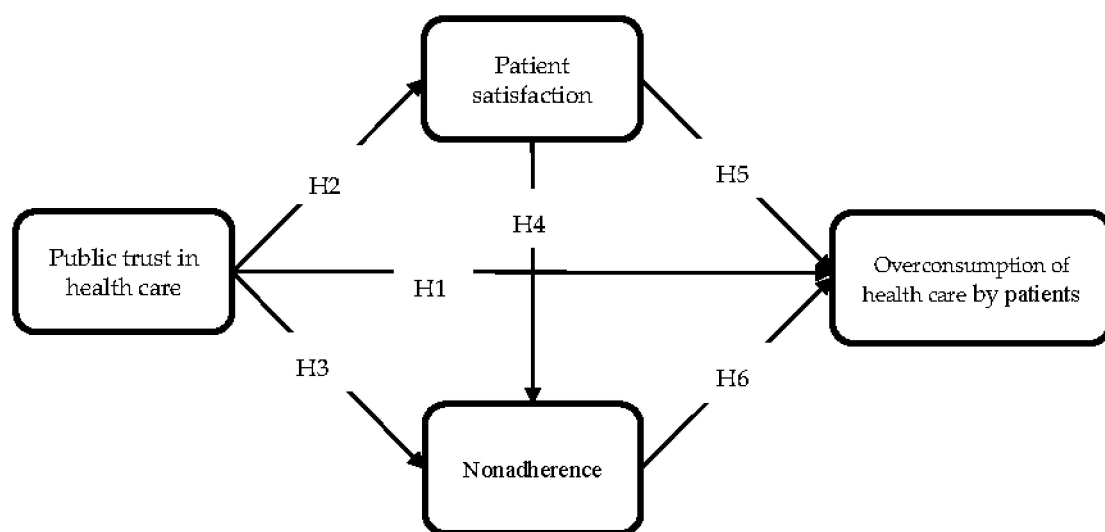 Patient
satisfaction
H2
H5
H4
Public trust in
health care
H1
Overconsumption of
health care by patients
H3
H6
Nonadherence